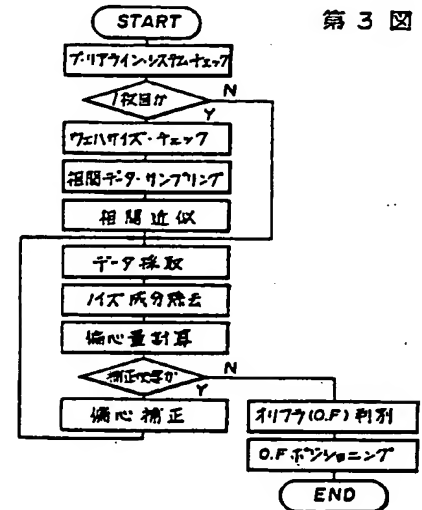 START
第3図
プリアライン・システムチェック
1枚目か
N
Y
ウェハサイズ・チェック
相関データ・サンプリング
相関近似
データ採取
ノイズ成分除去
偏心量計算
補正必要か
N
Y
偏心補正
オリフラ(O.F)判別
O.Fポジショニング
END